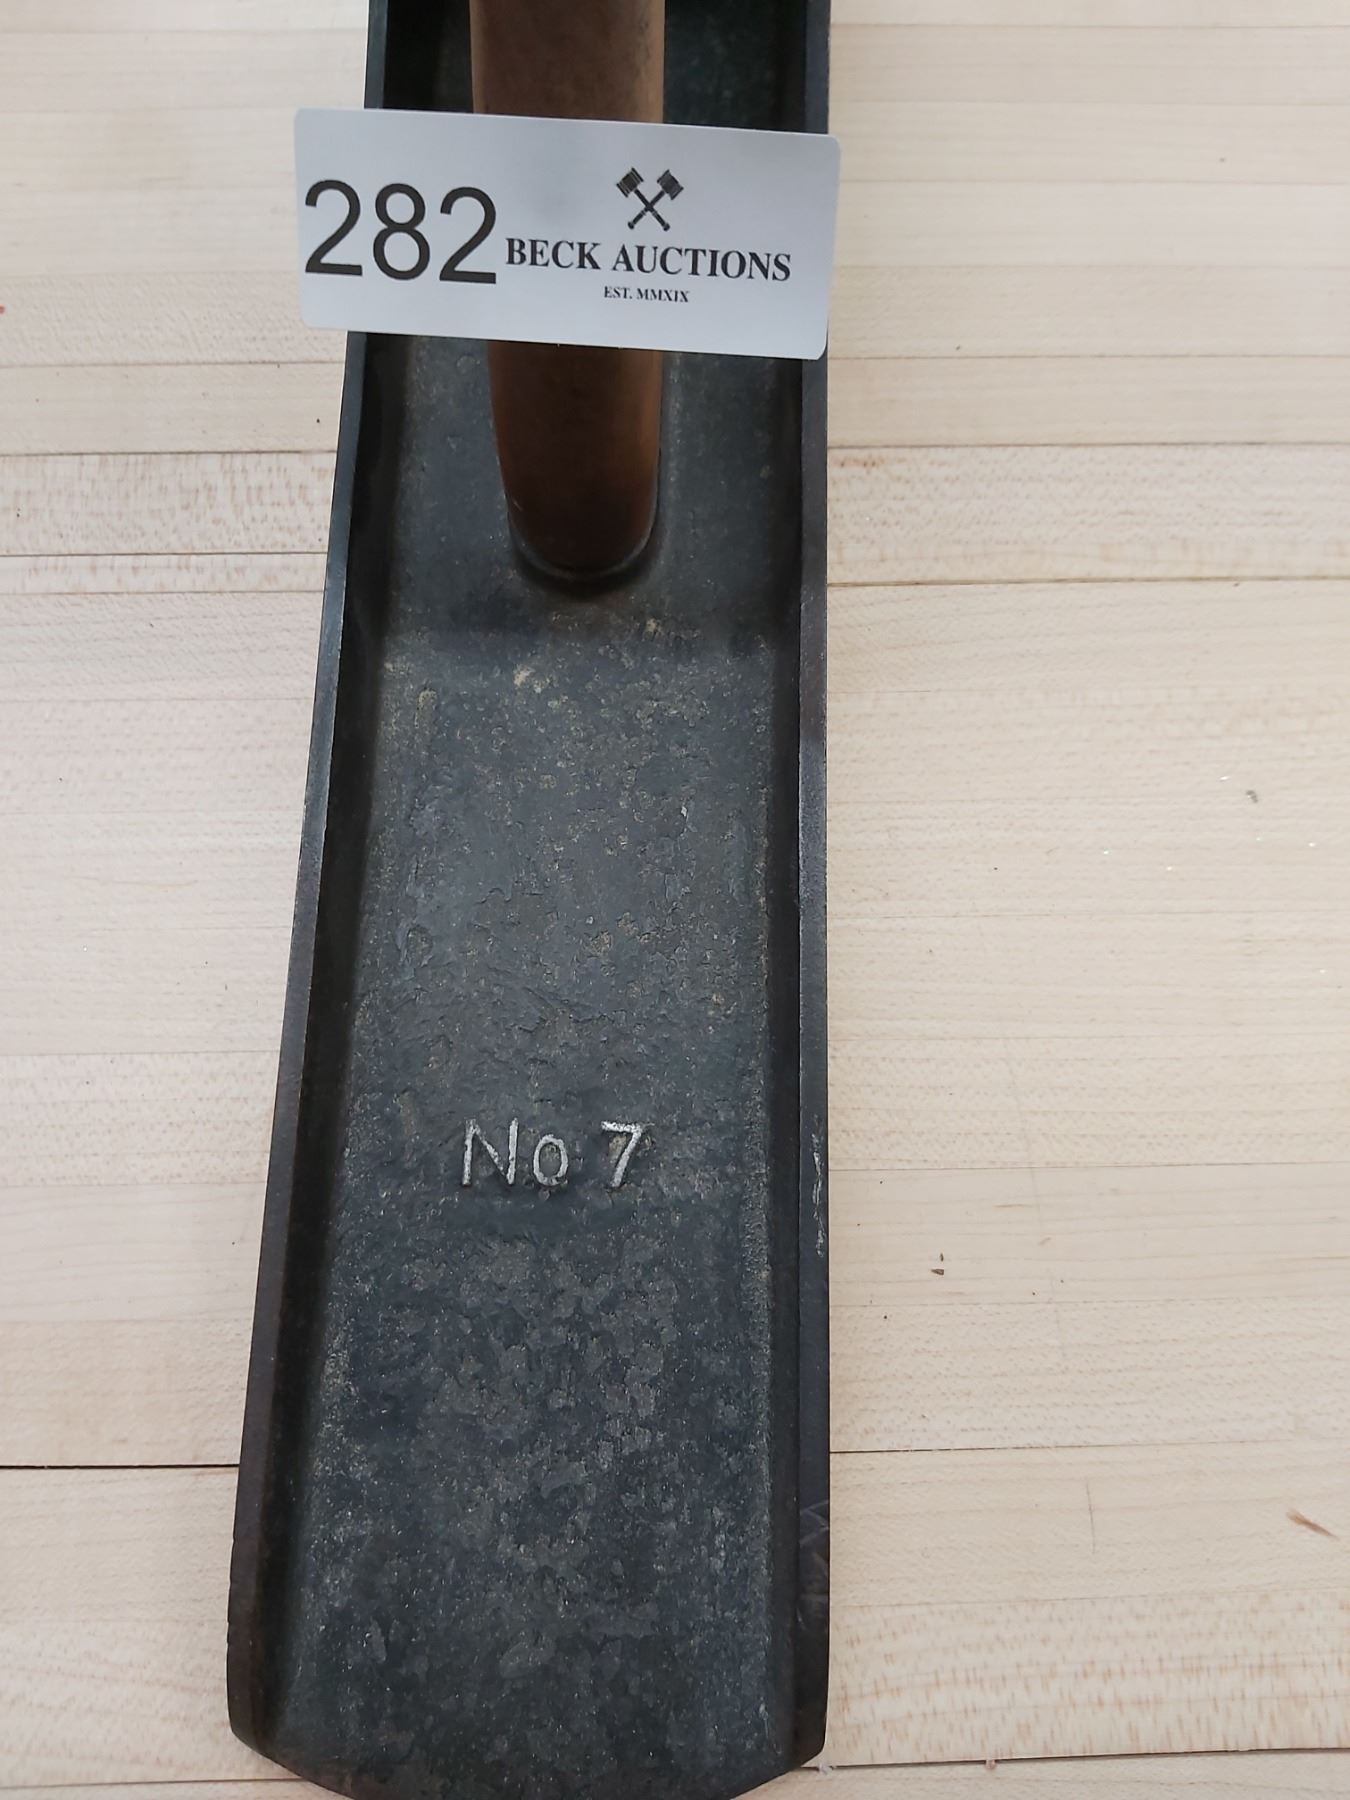 282
BECK AUCTIONS
EST. MMXIX
No 7